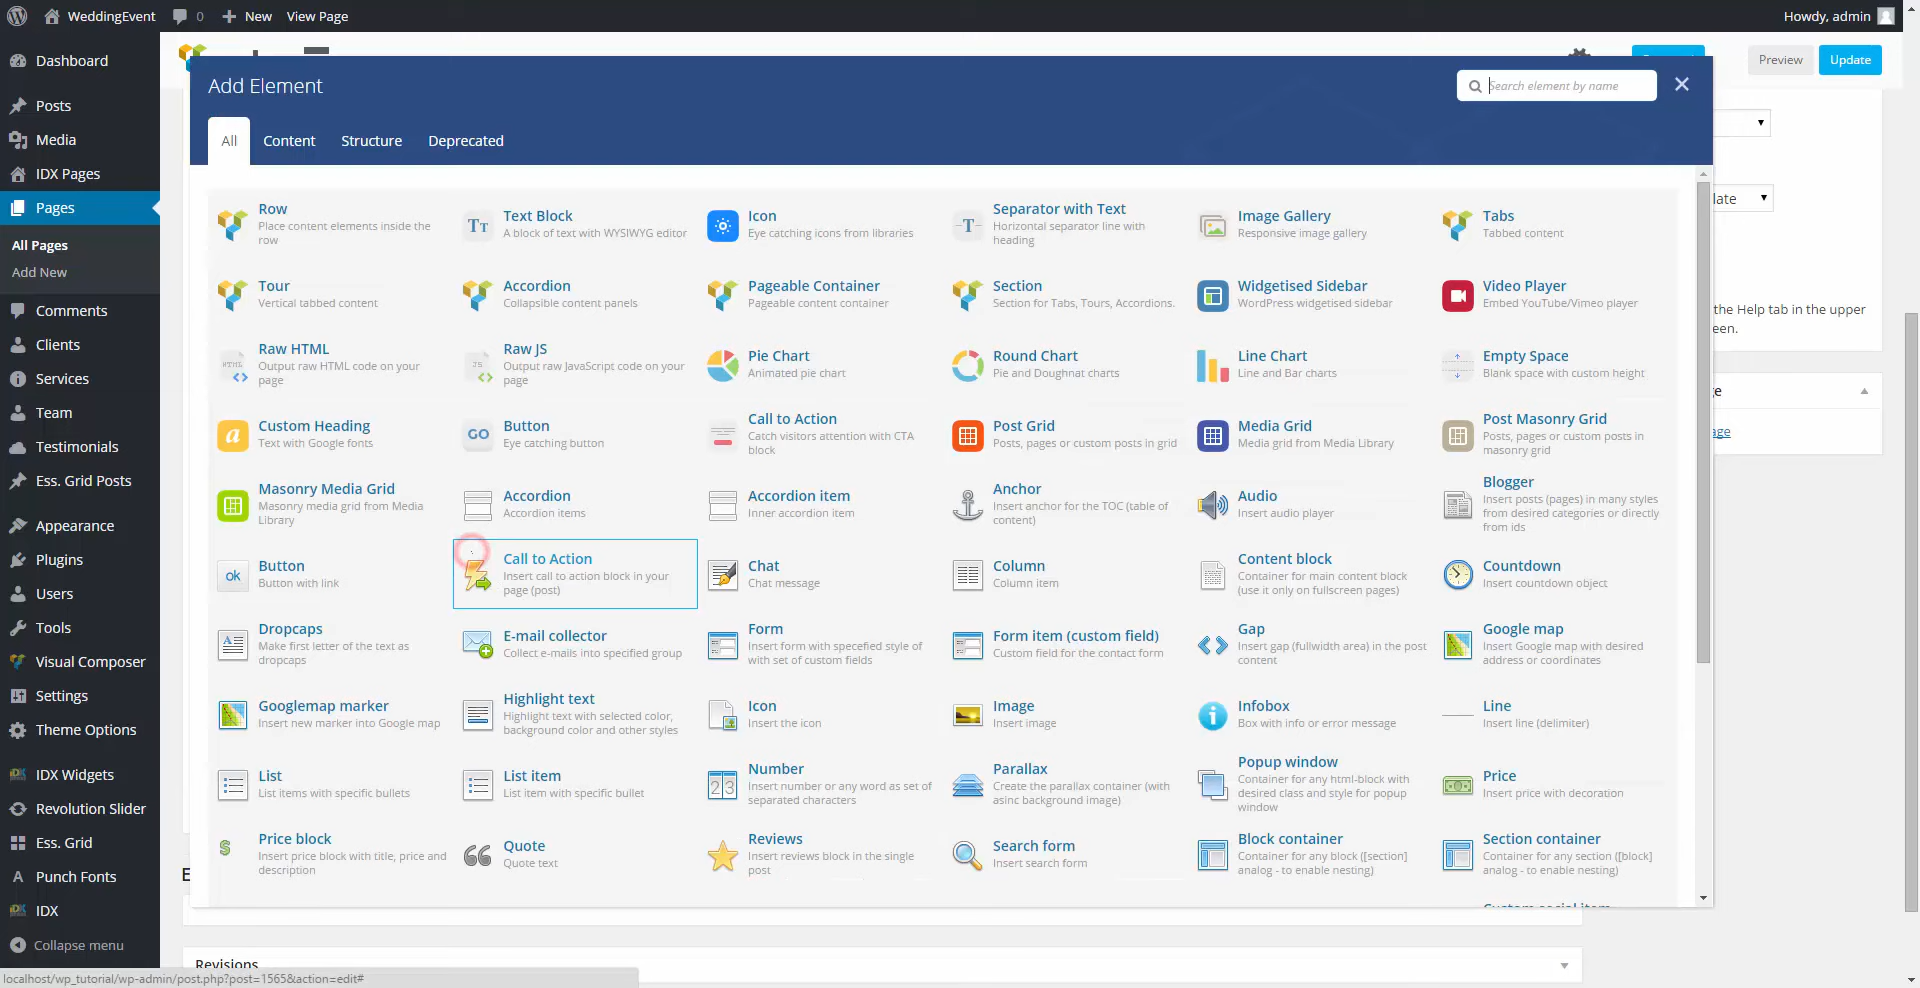 WeddingEvent
0
New
View Page
Howdy, admin
Dashboard
Posts
Media
IDX Pages
Pages
All Pages
Add New
Comments
Clients
Services
Team
Testimonials
Ess. Grid Posts
Appearance
Plugins
Users
Tools
Visual Composer
Settings
Theme Options
IDX Widgets
Revolution Slider
Ess. Grid
Punch Fonts
IDX
Collapse menu
Preview
Update
Add Element
Search element by name
All
Content
Structure
Deprecated
Row
Place content elements inside the
row
Text Block
A block of text with WYSIWYG editor
Icon
Eye catching icons from libraries
Separator with Text
Horizontal separator line with
heading
Image Gallery
Responsive image gallery
Tabs
Tabbed content
Tour
Vertical tabbed content
Accordion
Collapsible content panels
Pageable Container
Pageable content container
Section
Section for Tabs, Tours, Accordions.
Widgetised Sidebar
WordPress widgetised sidebar
Video Player
Embed YouTube/Vimeo player
Raw HTML
Output raw HTML code on your
page
Raw JS
Output raw JavaScript code on your
page
Pie Chart
Animated pie chart
Round Chart
Pie and Doughnat charts
Line Chart
Line and Bar charts
Empty Space
Blank space with custom height
Custom Heading
Text with Google fonts
Button
Eye catching button
Call to Action
Catch visitors attention with CTA
block
Post Grid
Posts, pages or custom posts in grid
Media Grid
Media grid from Media Library
Post Masonry Grid
Posts, pages or custom posts in
masonry grid
Masonry Media Grid
Masonry media grid from Media
Library
Accordion
Accordion items
Accordion item
Inner accordion item
Anchor
Insert anchor for the TOC (table of
content)
Audio
Insert audio player
Blogger
Insert posts (pages) in many styles
from desired categories or directly
from ids
Button
Button with link
Call to Action
Insert call to action block in your
page (post)
Chat
Chat message
Column
Column item
Content block
Container for main content block
(use it only on fullscreen pages)
Countdown
Insert countdown object
Dropcaps
Make first letter of the text as
dropcaps
E-mail collector
Collect e-mails into specified group
Form
Insert form with specefied style of
with set of custom fields
Form item (custom field)
Custom field for the contact form
Gap
Insert gap (fullwidth area) in the post
content
Google map
Insert Google map with desired
address or coordinates
Googlemap marker
Insert new marker into Google map
Highlight text
Highlight text with selected color,
background color and other styles
Icon
Insert the icon
Image
Insert image
Infobox
Box with info or error message
Line
Insert line (delimiter)
List
List items with specific bullets
List item
List item with specific bullet
Number
Insert number or any word as set of
separated characters
Parallax
Create the parallax container (with
asinc background image)
Popup window
Container for any html-block with
desired class and style for popup
window
Price
Insert price with decoration
Price block
Insert price block with title, price and
description
Quote
Quote text
Reviews
Insert reviews block in the single
post
Search form
Insert search form
Block container
Container for any block ([section]
analog - to enable nesting)
Section container
Container for any section ([block]
analog - to enable nesting)
Custom social item
late
the Help tab in the upper
een.
ge
age
E
Revisions
localhost/wp_tutorial/wp-admin/post.php?post=1565&action=edit#